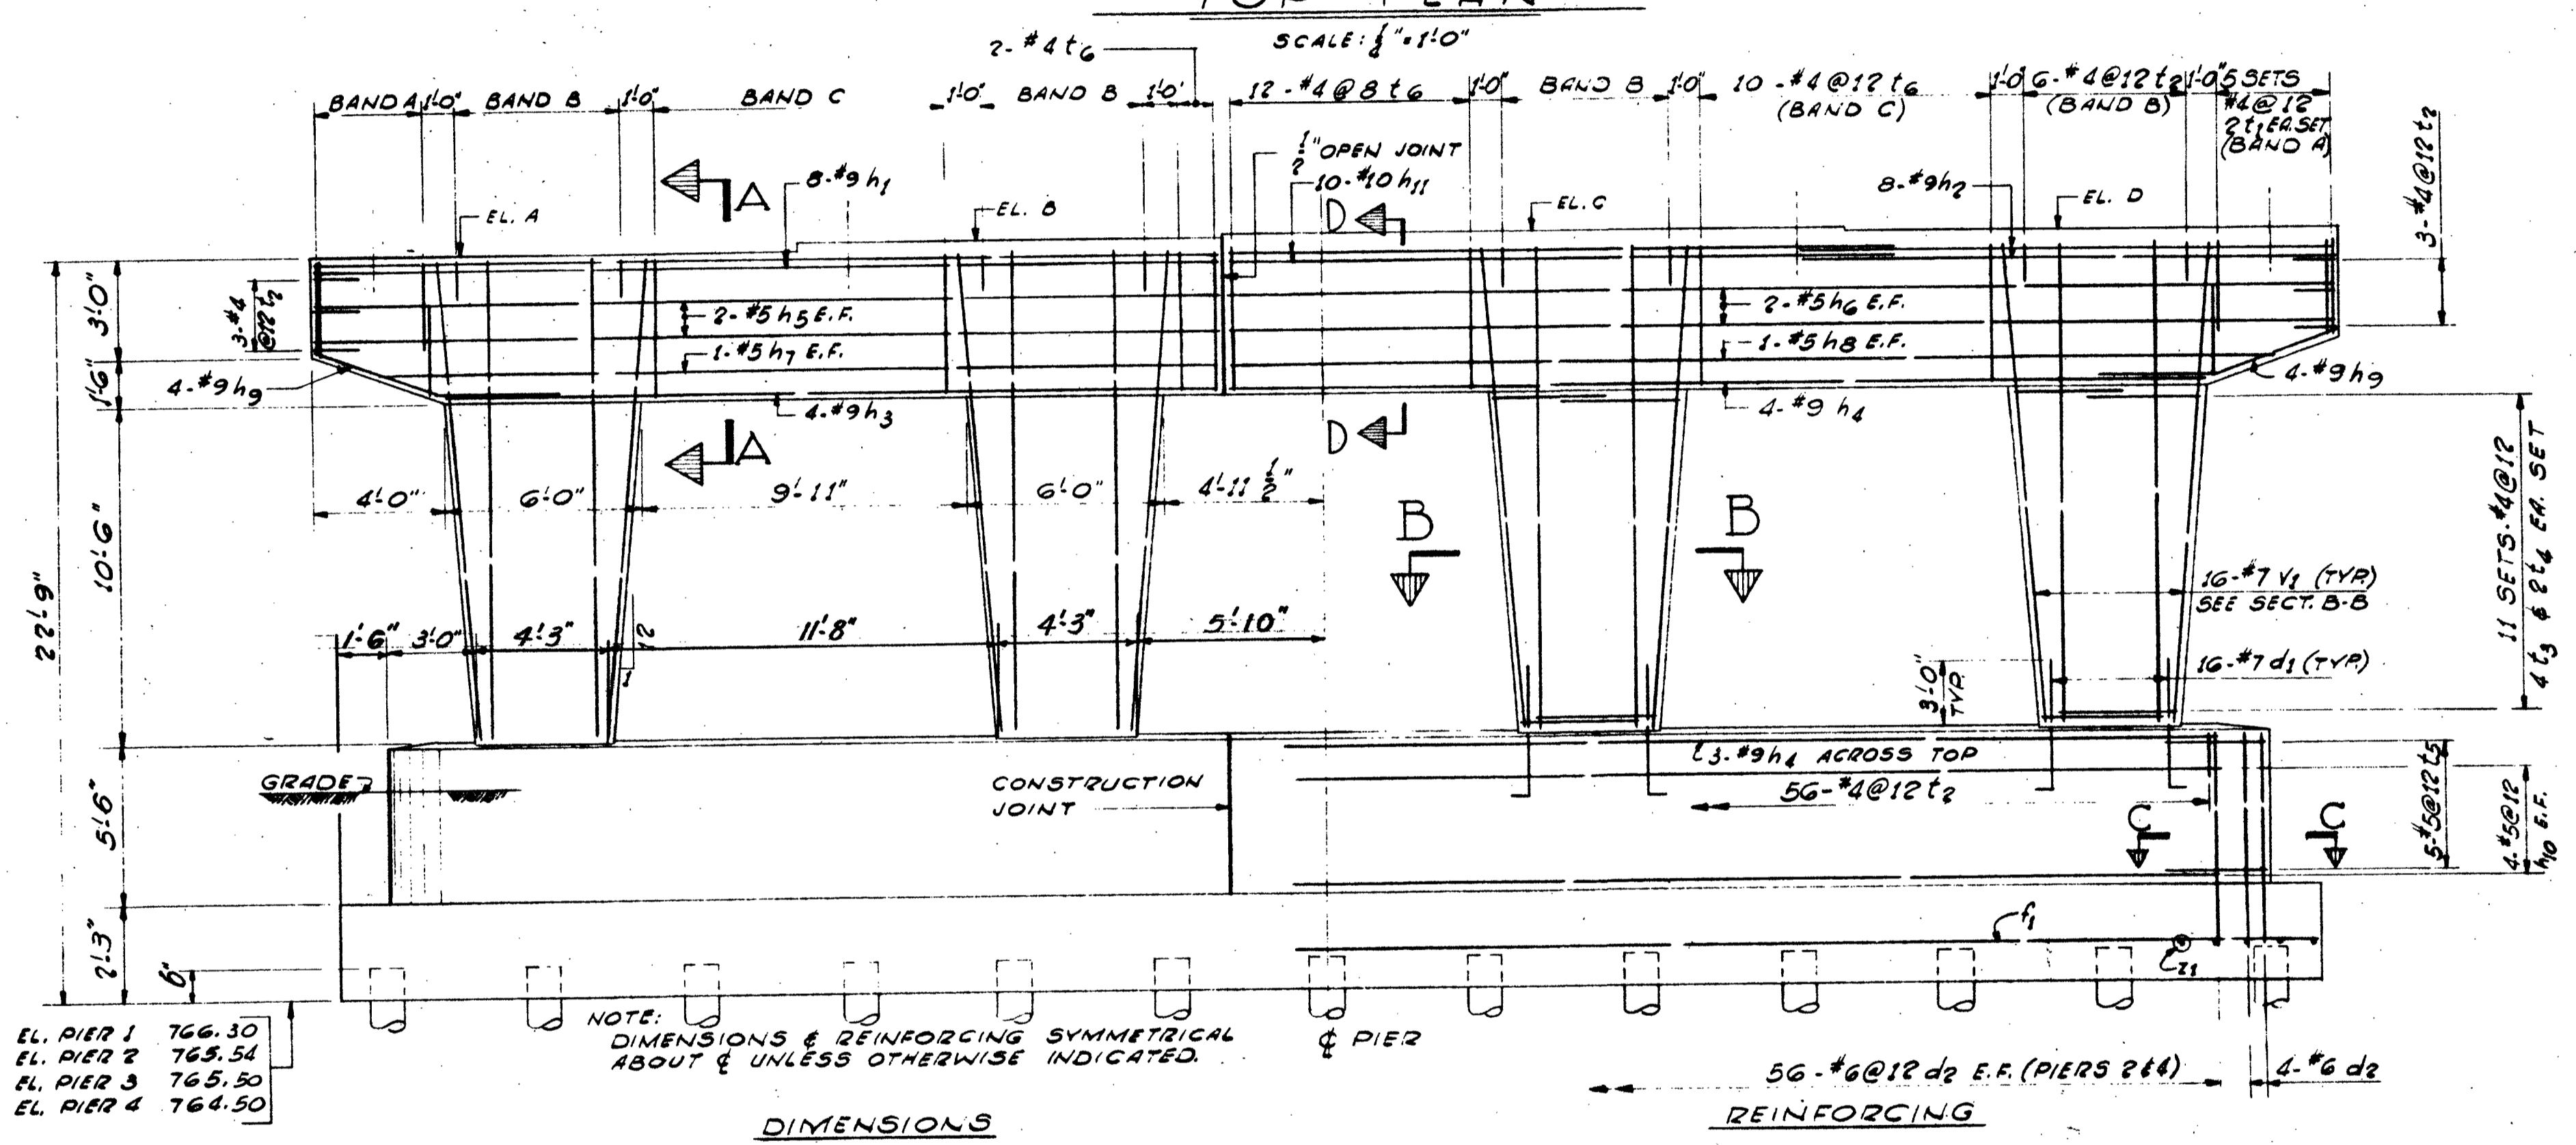 TOP PLAN
SCALE: ½"=1'-0"
2-#4 t6
BAND A
1'-0"
BAND B
1'-0"
BAND C
1'-0"
BAND B
1'-0"
12-#4@8 t6
1'-0"
BAND B
1'-0"
10-#4@12 t6
(BAND C)
1'-0"
6-#4@12 t2
(BAND B)
1'-0"
5 SETS
#4@12
2 t1 EA. SET
(BAND A)
3-#4@12 t2
A
8-#9 h1
½" OPEN JOINT
10-#10 h11
D
8-#9 h2
EL. A
EL. B
EL. C
EL. D
3'-0"
3-#4
@12 t2
2-#5 h5 E.F.
1-#5 h7 E.F.
2-#5 h6 E.F.
1-#5 h8 E.F.
1'-6"
4-#9 h9
4-#9 h3
4-#9 h4
4-#9 h9
A
D
4'-0"
6'-0"
9'-11"
6'-0"
4'-11 ½"
B
B
22'-9"
10'-6"
11 SETS-#4@12
4 t3 & 2 t4 EA. SET
16-#7 V1 (TYP.)
SEE SECT. B-B
1'-6"
3'-0"
4'-3"
12
1
11'-8"
4'-3"
5'-10"
3'-0"
TYP.
16-#7 d1 (TYP.)
GRADE
CONSTRUCTION
JOINT
3-#9 h4 ACROSS TOP
56-#4@12 t2
C
C
5-#5@12 t5
4-#5@12
h10 E.F.
5'-6"
2'-3"
6"
f1
z1
EL. PIER 1 766.30
EL. PIER 2 765.54
EL. PIER 3 765.50
EL. PIER 4 764.50
NOTE:
DIMENSIONS & REINFORCING SYMMETRICAL
ABOUT ℄ UNLESS OTHERWISE INDICATED.
℄ PIER
56-#6@12 d2 E.F. (PIERS 2 & 4)
4-#6 d2
DIMENSIONS
REINFORCING